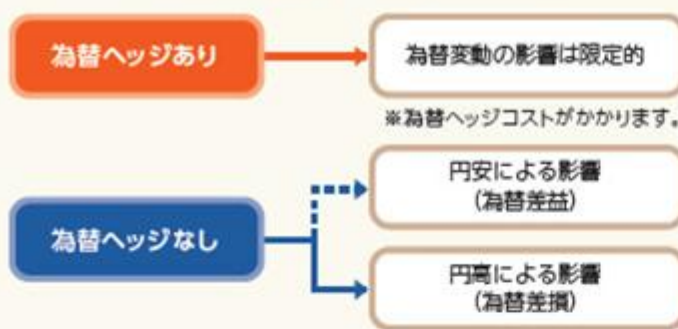 為替ヘッジあり
為替変動の影響は限定的
※為替ヘッジコストがかかります。
為替ヘッジなし
円安による影響
(為替差益)
円高による影響
(為替差損)